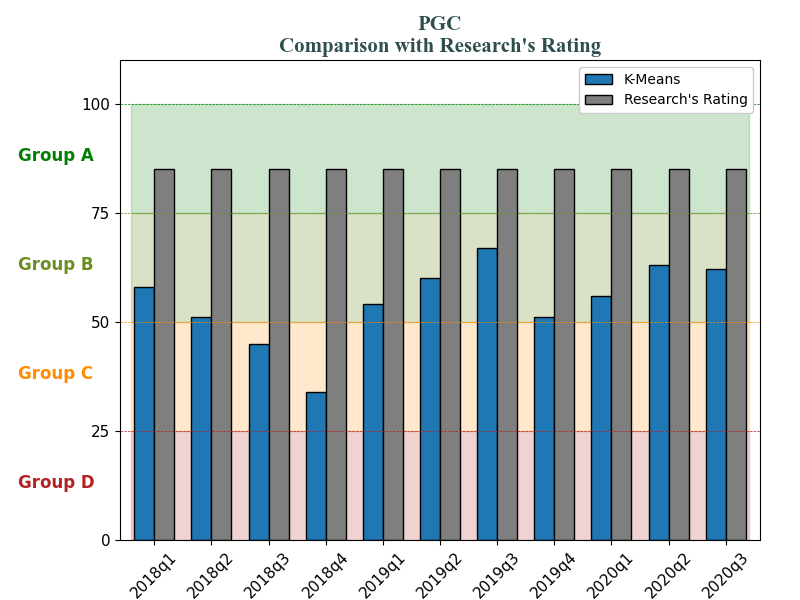 PGC
Comparison with Research's Rating
K-Means
Research's Rating
100
Group A
75
Group B
50
Group C
25
Group D
0
2018q1 2018q2 2018q3 2018q4 2019q1 2019q2 2019q3 2019q4 2020q1 2020q2 2020q3